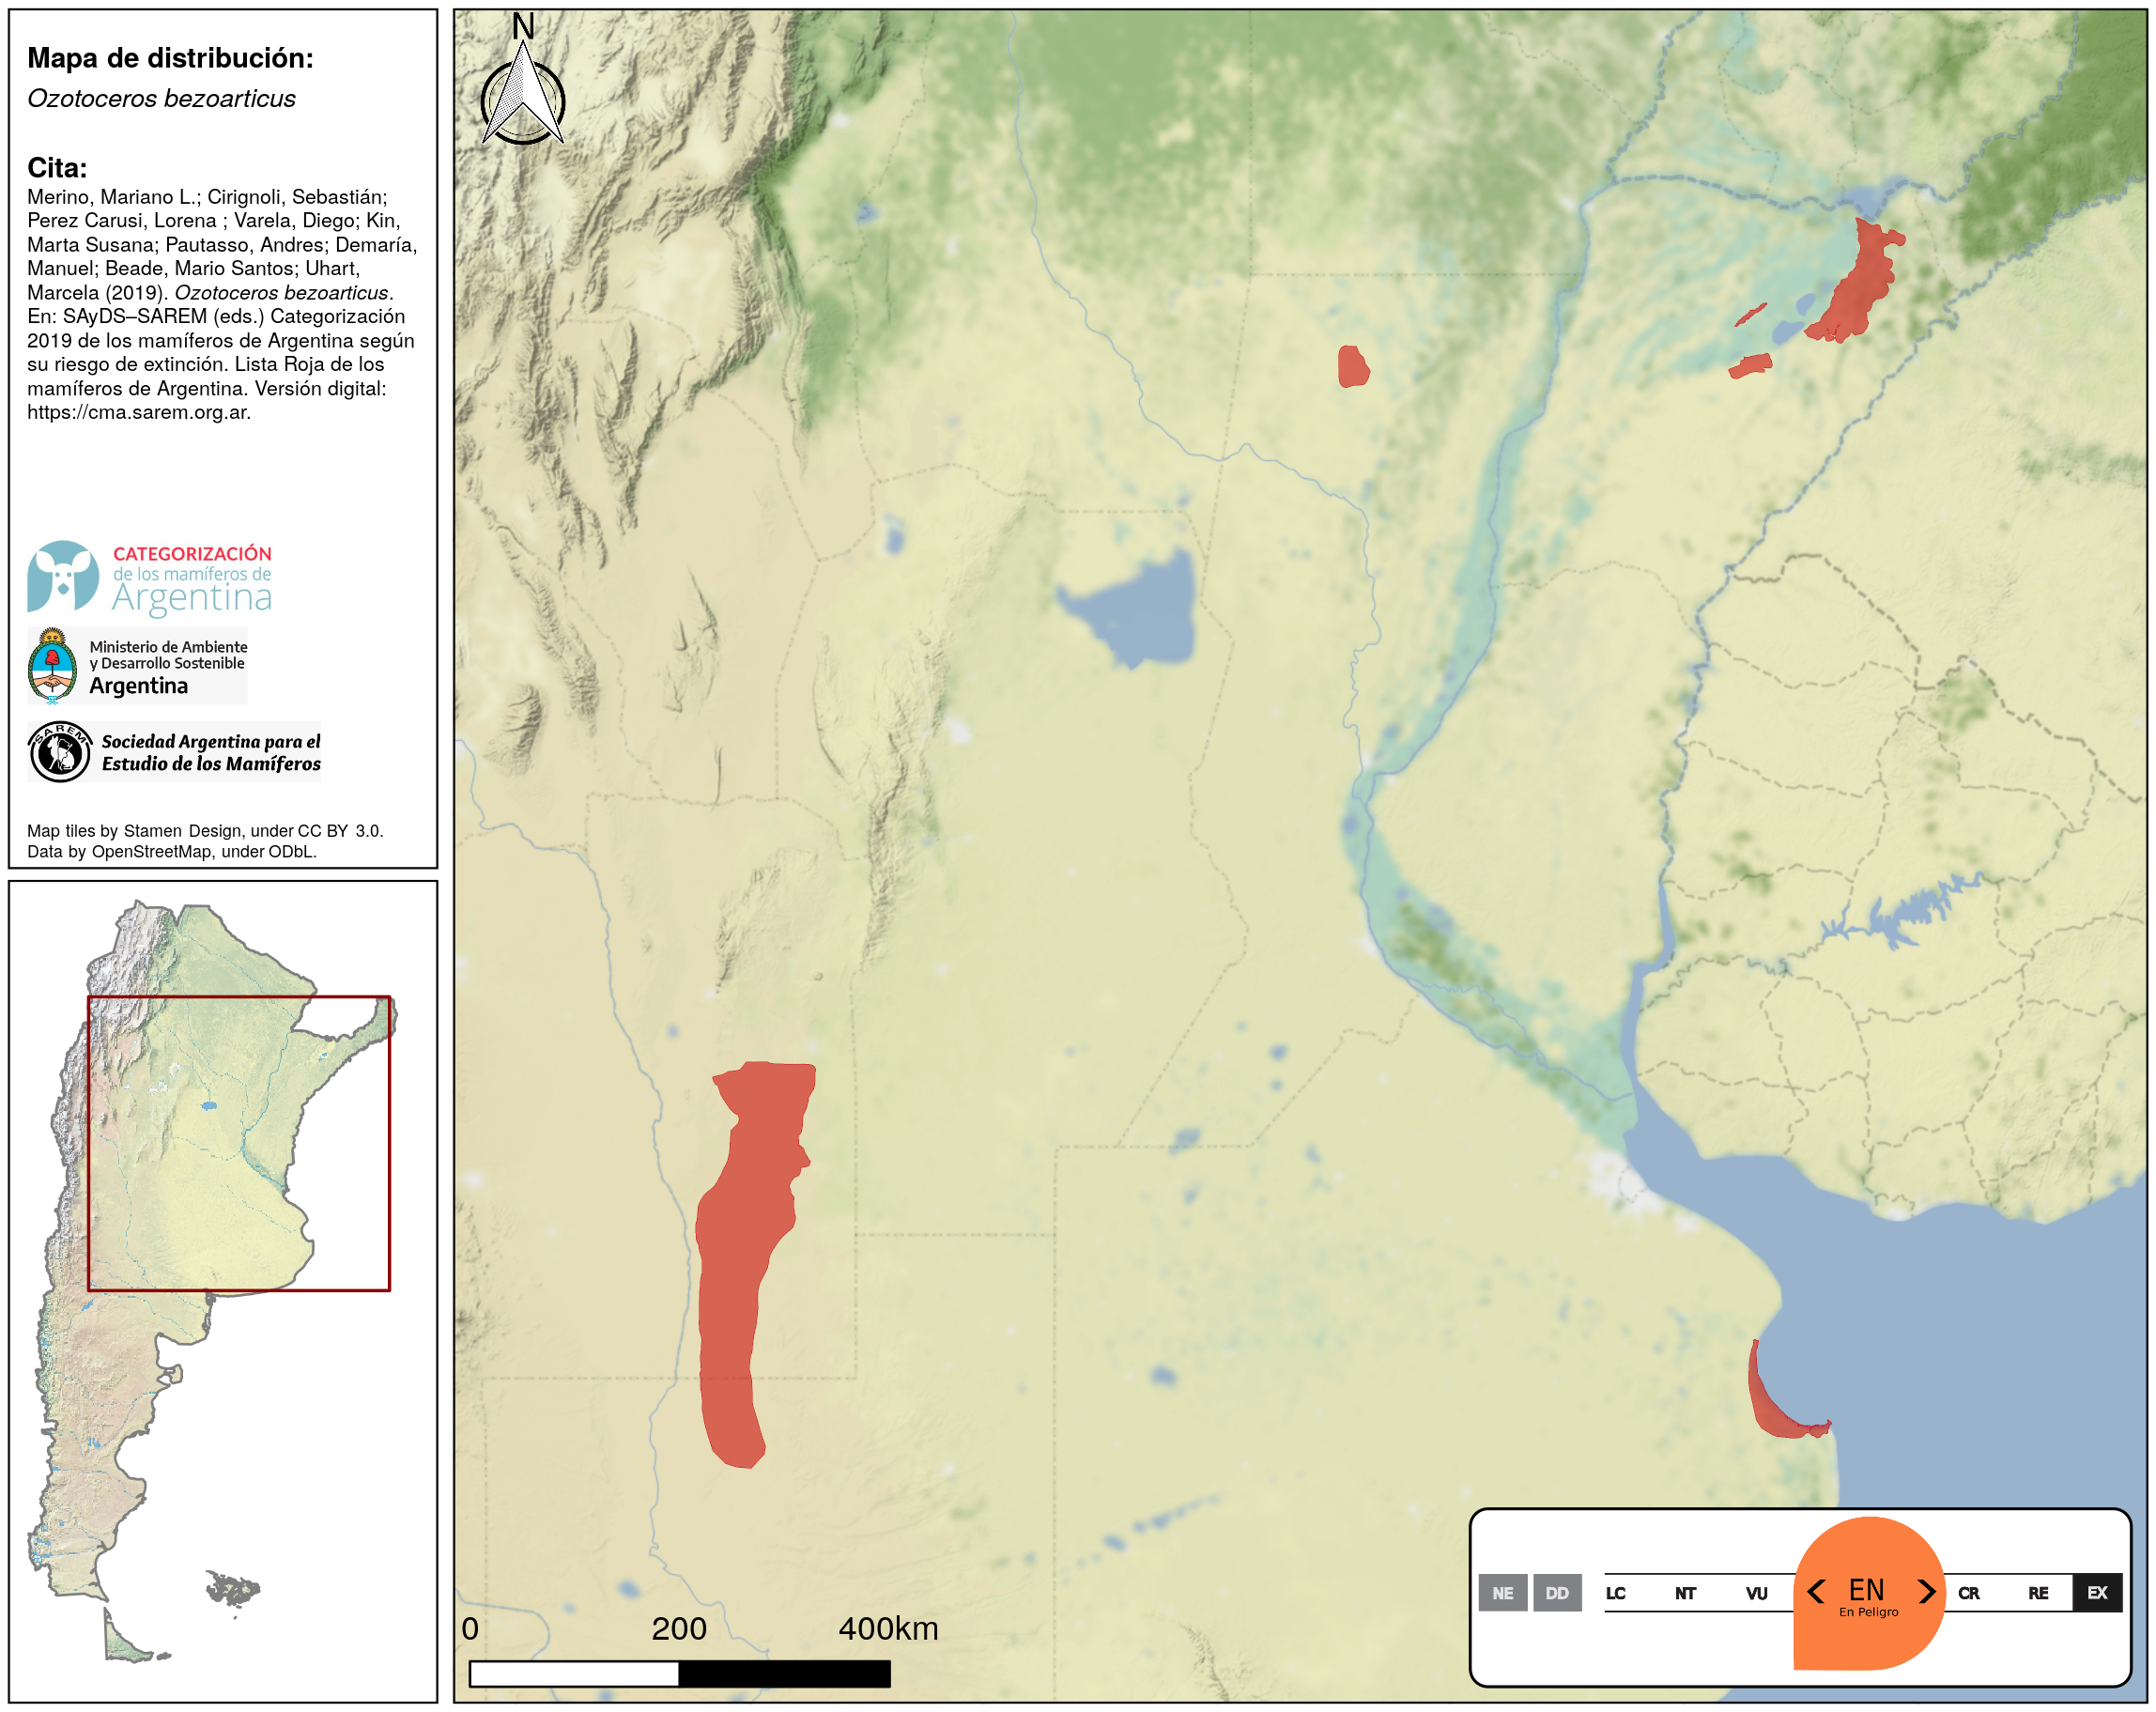 Mapa de distribución:
Ozotoceros bezoarticus
Cita:
Merino, Mariano L.; Cirignoli, Sebastián;
Perez Carusi, Lorena ; Varela, Diego; Kin,
Marta Susana; Pautasso, Andres; Demaría,
Manuel; Beade, Mario Santos; Uhart,
Marcela (2019). Ozotoceros bezoarticus.
En: SAyDS–SAREM (eds.) Categorización
2019 de los mamíferos de Argentina según
su riesgo de extinción. Lista Roja de los
mamíferos de Argentina. Versión digital:
https://cma.sarem.org.ar.
CATEGORIZACIÓN
de los mamíferos de
Argentina
Ministerio de Ambiente
y Desarrollo Sostenible
Argentina
SAREM
Sociedad Argentina para el
Estudio de los Mamíferos
Map tiles by Stamen Design, under CC BY 3.0.
Data by OpenStreetMap, under ODbL.
N
0 200 400km
NE DD LC NT VU < EN > CR RE EX
En Peligro